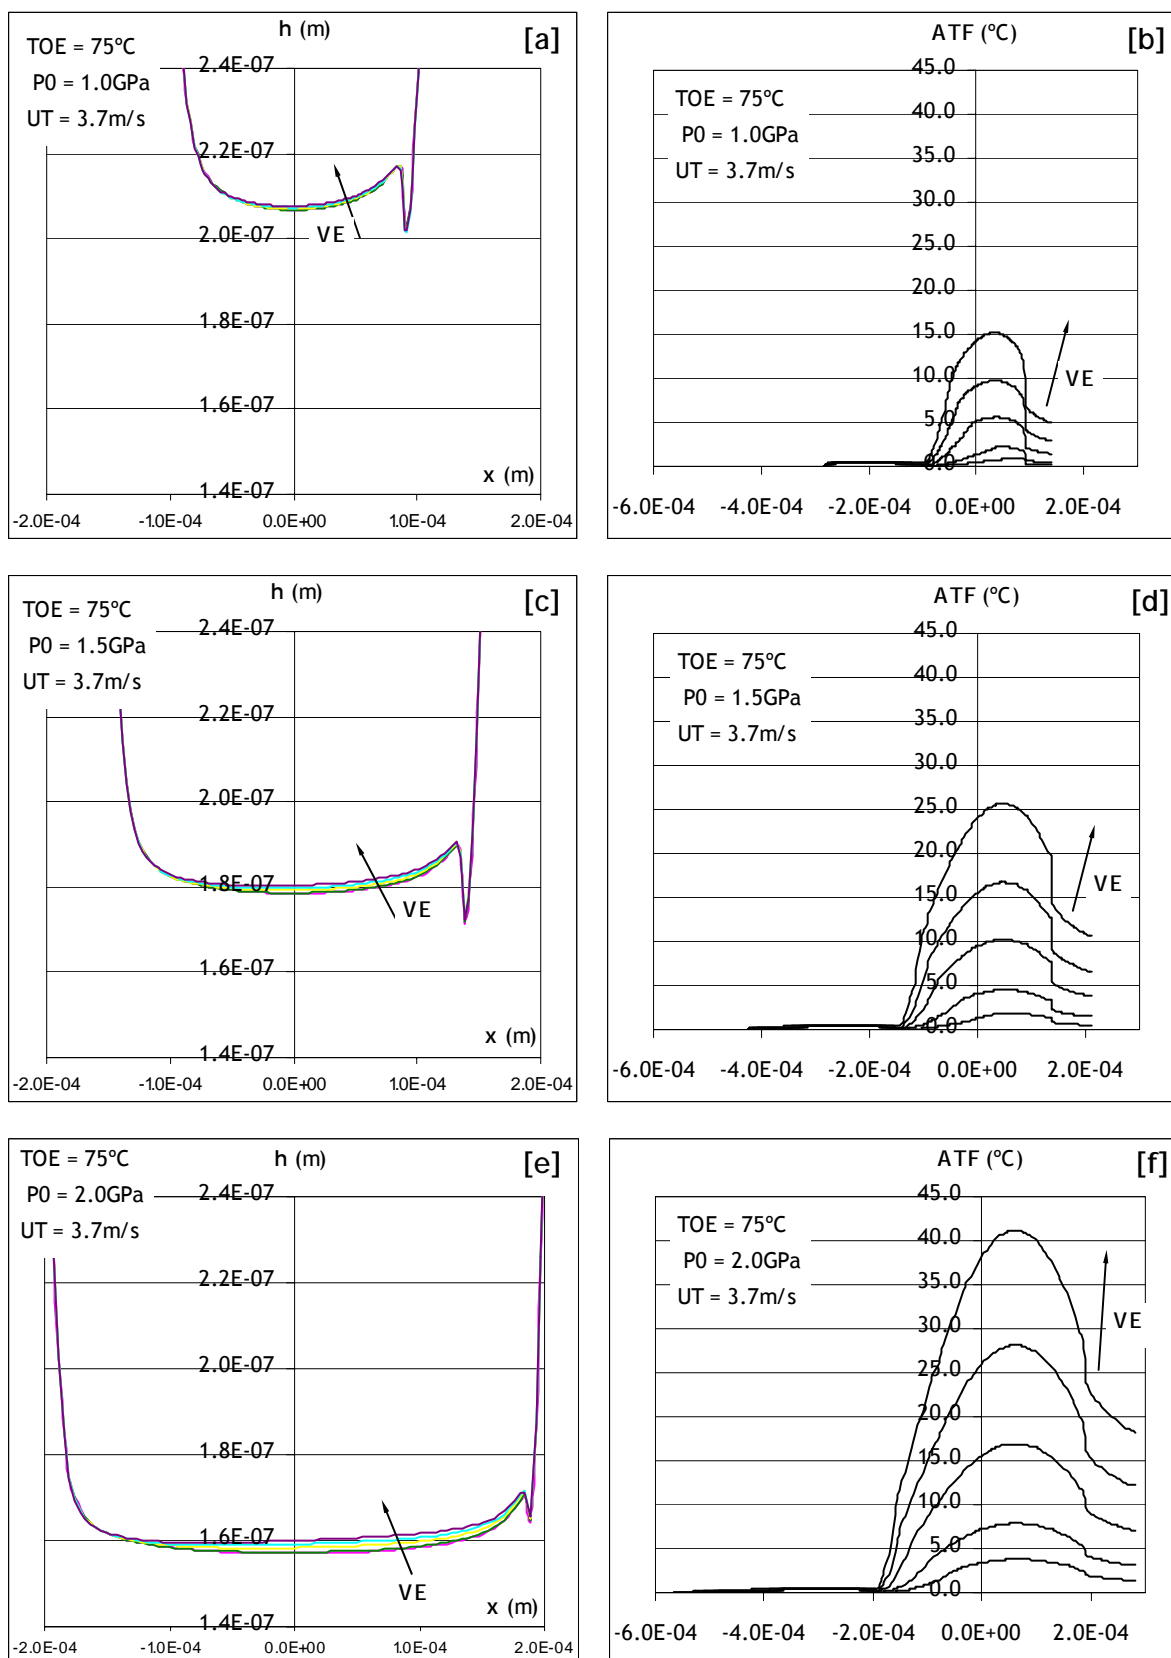 h (m)
[a]
TOE = 75ºC
P0 = 1.0GPa
UT = 3.7m/s
2.4E-07
2.2E-07
2.0E-07
1.8E-07
1.6E-07
1.4E-07
VE
x (m)
-2.0E-04 -1.0E-04 0.0E+00 1.0E-04 2.0E-04
ATF (ºC)
[b]
TOE = 75ºC
P0 = 1.0GPa
UT = 3.7m/s
45.0
40.0
35.0
30.0
25.0
20.0
15.0
10.0
5.0
0.0
VE
-6.0E-04 -4.0E-04 -2.0E-04 0.0E+00 2.0E-04
h (m)
[c]
TOE = 75ºC
P0 = 1.5GPa
UT = 3.7m/s
2.4E-07
2.2E-07
2.0E-07
1.8E-07
1.6E-07
1.4E-07
VE
x (m)
-2.0E-04 -1.0E-04 0.0E+00 1.0E-04 2.0E-04
ATF (ºC)
[d]
TOE = 75ºC
P0 = 1.5GPa
UT = 3.7m/s
45.0
40.0
35.0
30.0
25.0
20.0
15.0
10.0
5.0
0.0
VE
-6.0E-04 -4.0E-04 -2.0E-04 0.0E+00 2.0E-04
h (m)
[e]
TOE = 75ºC
P0 = 2.0GPa
UT = 3.7m/s
2.4E-07
2.2E-07
2.0E-07
1.8E-07
1.6E-07
1.4E-07
VE
x (m)
-2.0E-04 -1.0E-04 0.0E+00 1.0E-04 2.0E-04
ATF (ºC)
[f]
TOE = 75ºC
P0 = 2.0GPa
UT = 3.7m/s
45.0
40.0
35.0
30.0
25.0
20.0
15.0
10.0
5.0
0.0
VE
-6.0E-04 -4.0E-04 -2.0E-04 0.0E+00 2.0E-04